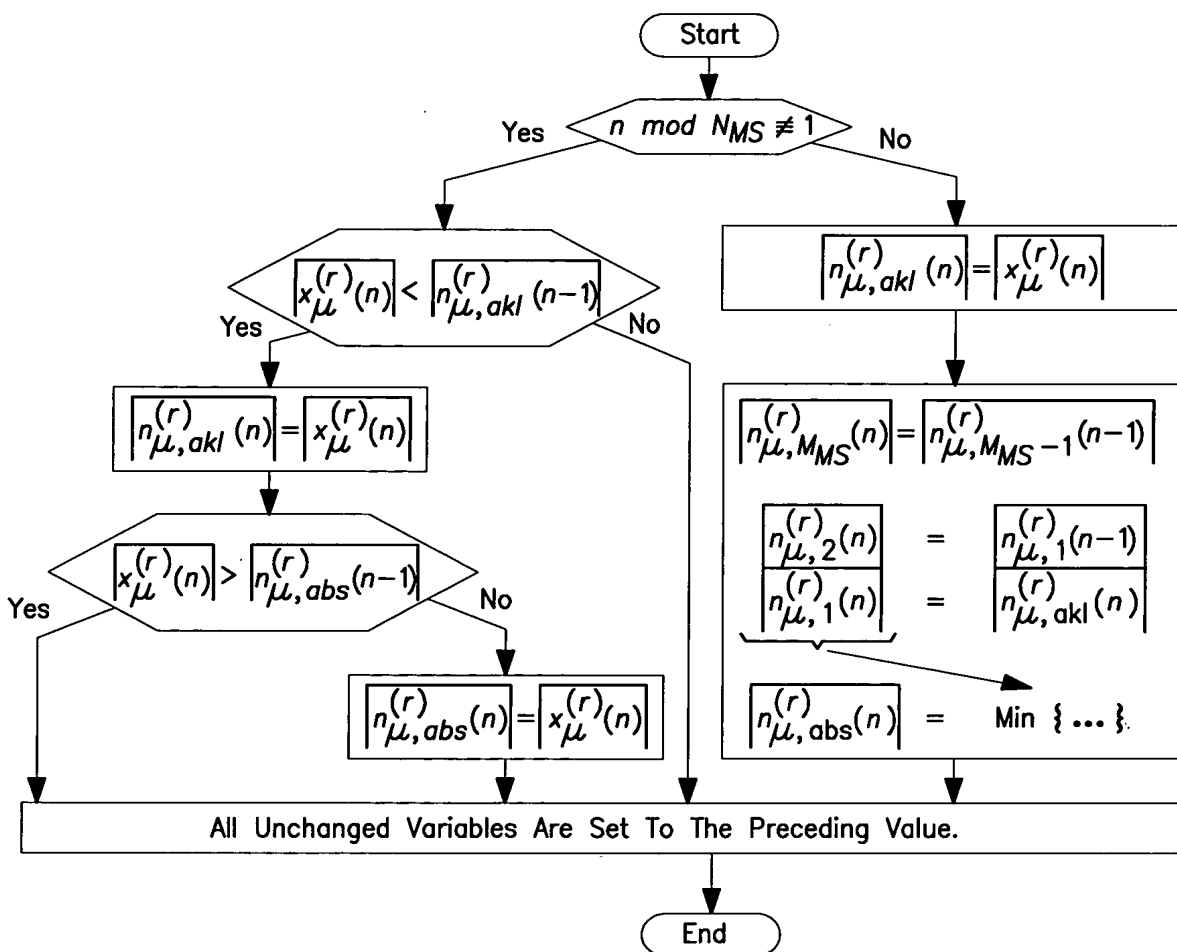 Start
n mod N_MS ≢ 1
Yes
No
|x_μ^(r)(n)| < |n_μ,akl^(r)(n−1)|
Yes
No
|n_μ,akl^(r)(n)| = |x_μ^(r)(n)|
|n_μ,akl^(r)(n)| = |x_μ^(r)(n)|
|x_μ^(r)(n)| > |n_μ,abs^(r)(n−1)|
Yes
No
|n_μ,abs^(r)(n)| = |x_μ^(r)(n)|
|n_μ,M_MS^(r)(n)| = |n_μ,M_MS−1^(r)(n−1)|
|n_μ,2^(r)(n)| = |n_μ,1^(r)(n−1)|
|n_μ,1^(r)(n)| = |n_μ,akl^(r)(n)|
|n_μ,abs^(r)(n)| = Min {...}
All Unchanged Variables Are Set To The Preceding Value.
End